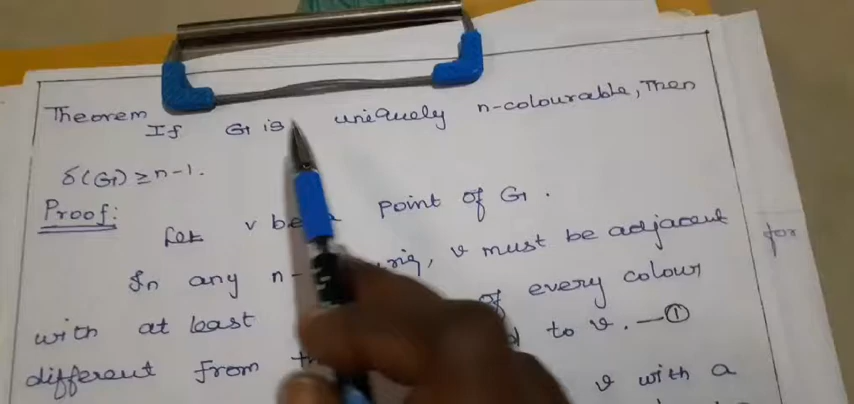 Theorem
If G is uniquely n-colourable, Then
δ(G) ≥ n-1.
Proof:
Let v be point of G.
In any n- , v must be adjacent
with at least of every colour
different from to v. —①
v with a
for